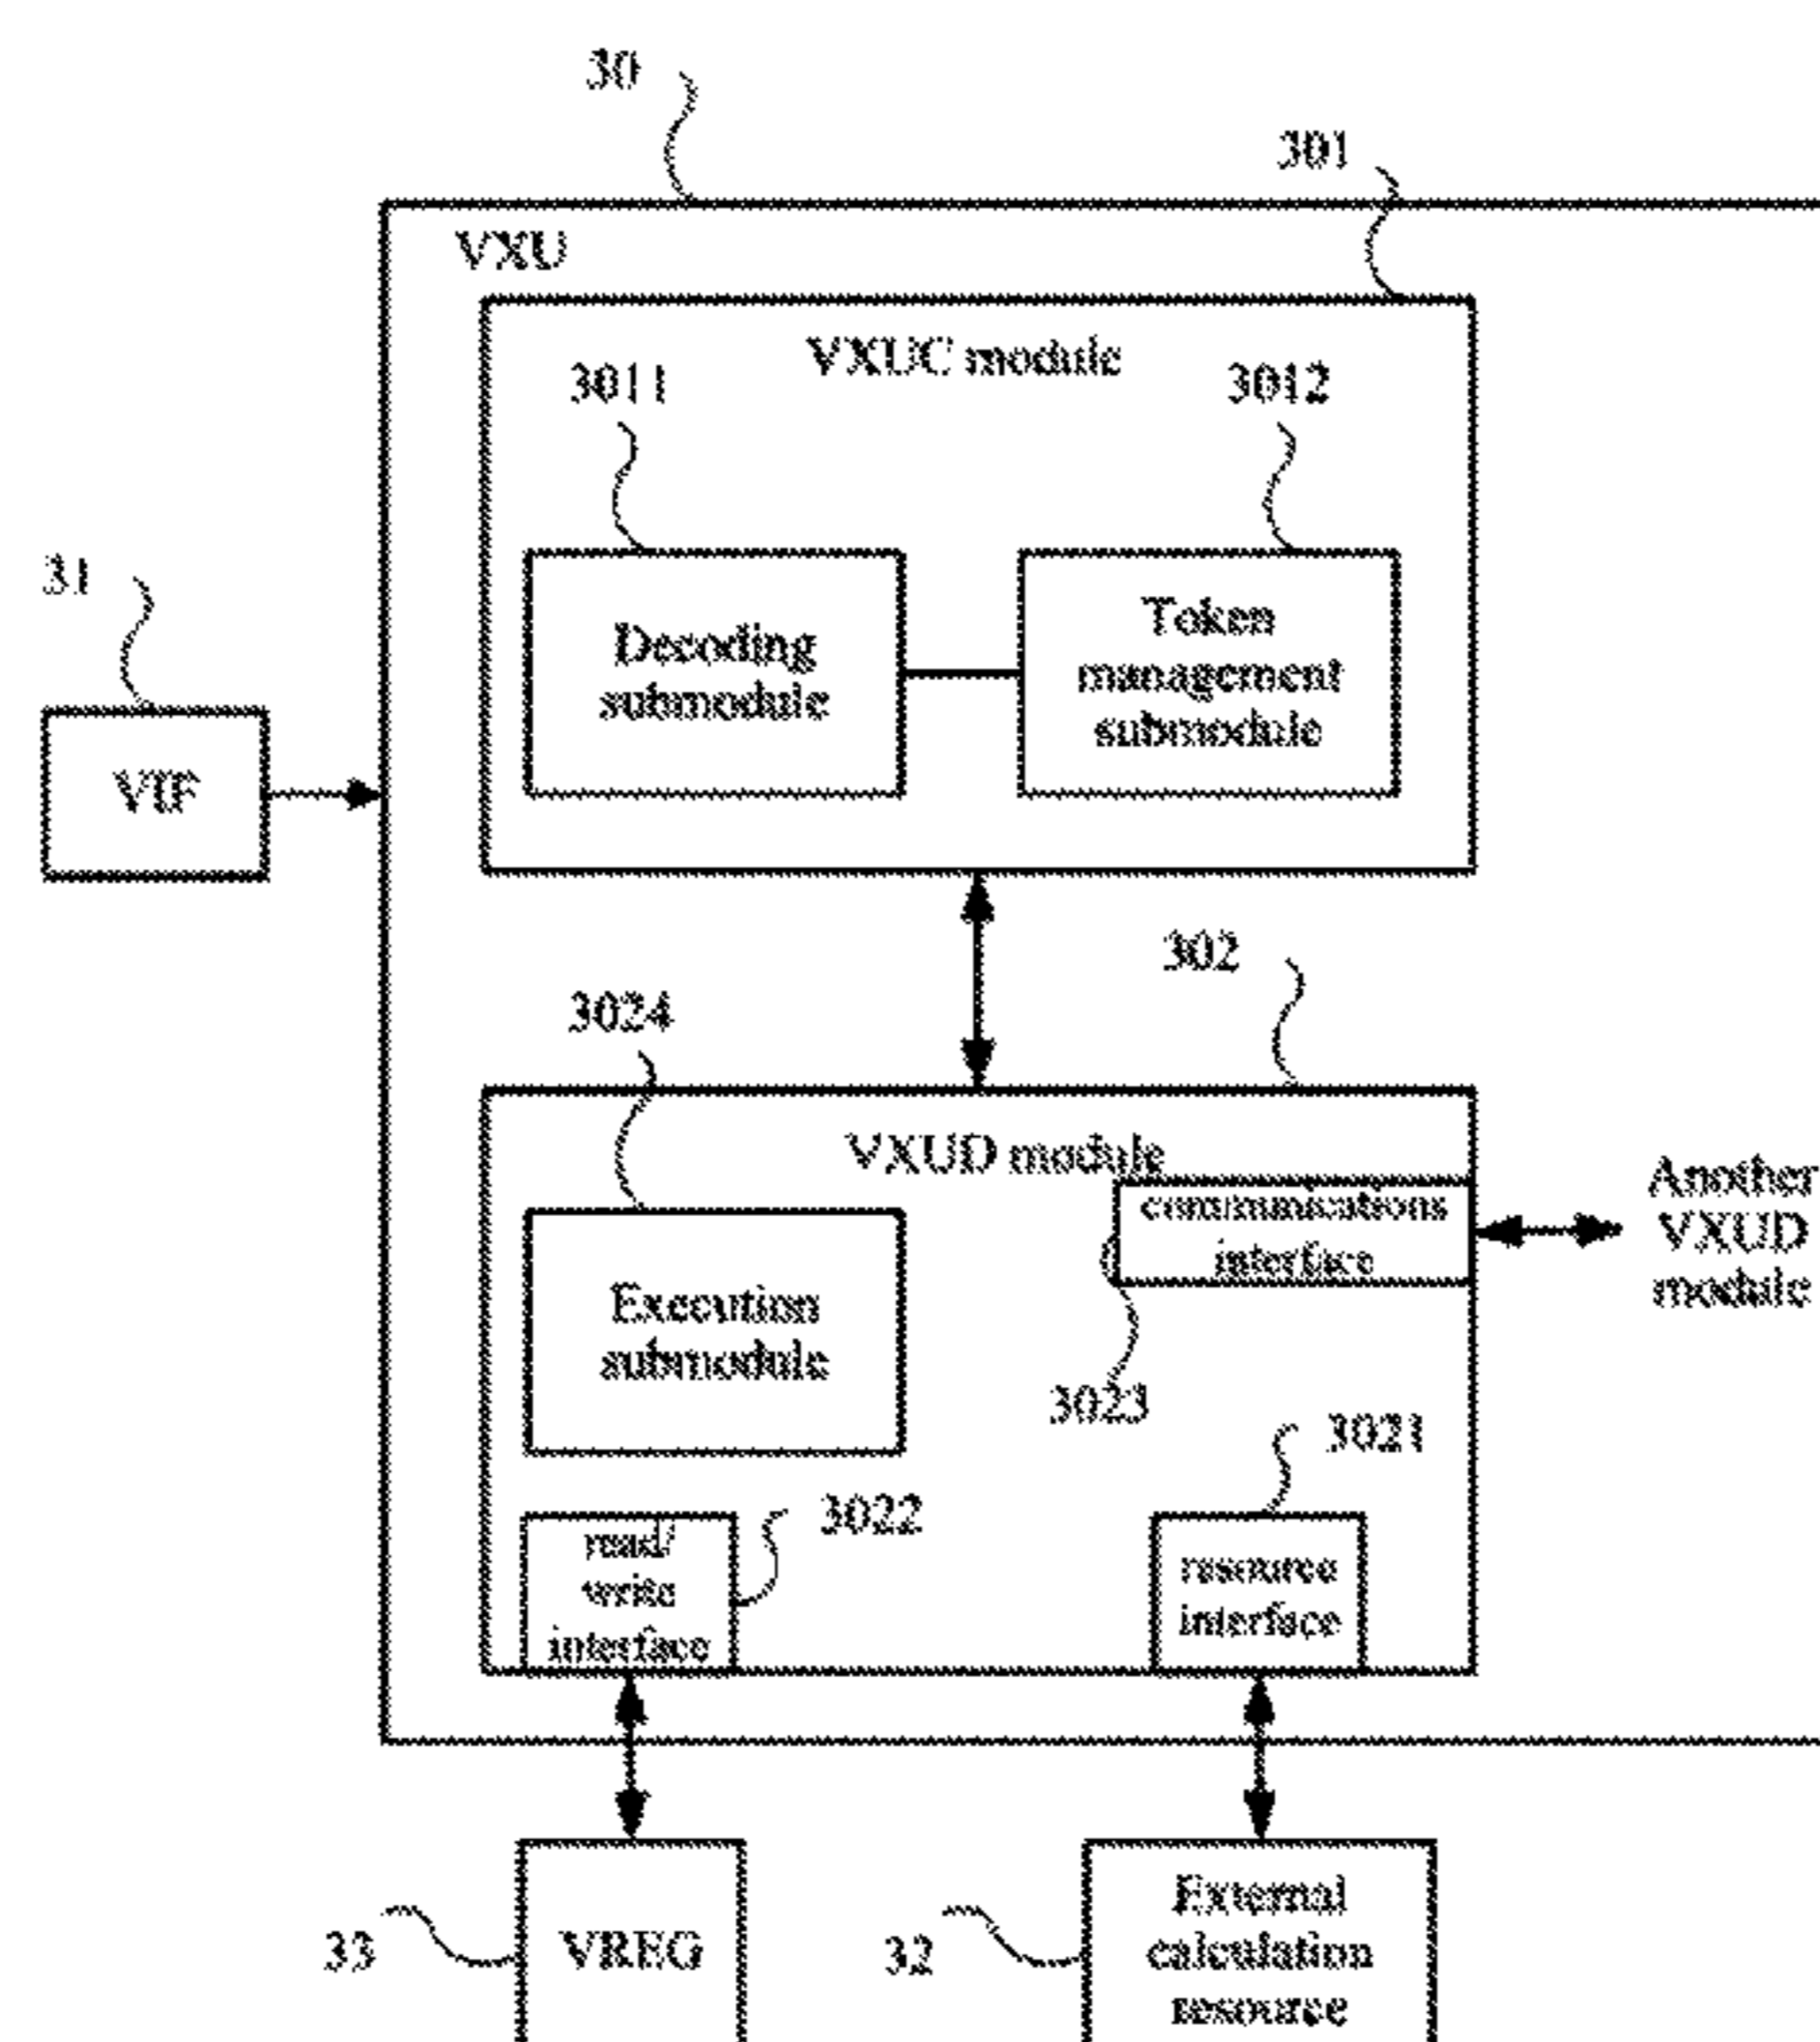 30
301
VXU
VXUC module
3011
3012
31
Decoding
submodule
Token
management
submodule
VIF
302
3024
VXUD module
communications
interface
Another
VXUD
module
Execution
submodule
3023
3021
3022
read/
write
interface
resource
interface
33
VREG
32
External
calculation
resource